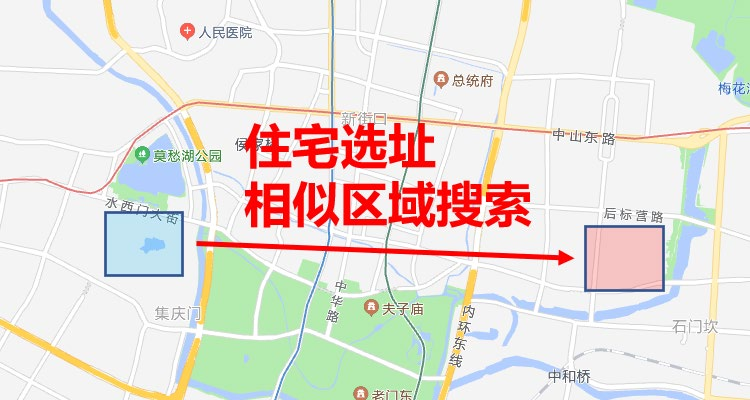 人民医院
总统府
梅花
新街口
中山东路
住宅选址
莫愁湖公园
水西门大街
相似区域搜索
后标营路
集庆门
中华路
夫子庙
内环东线
石门坎
中和桥
老门东